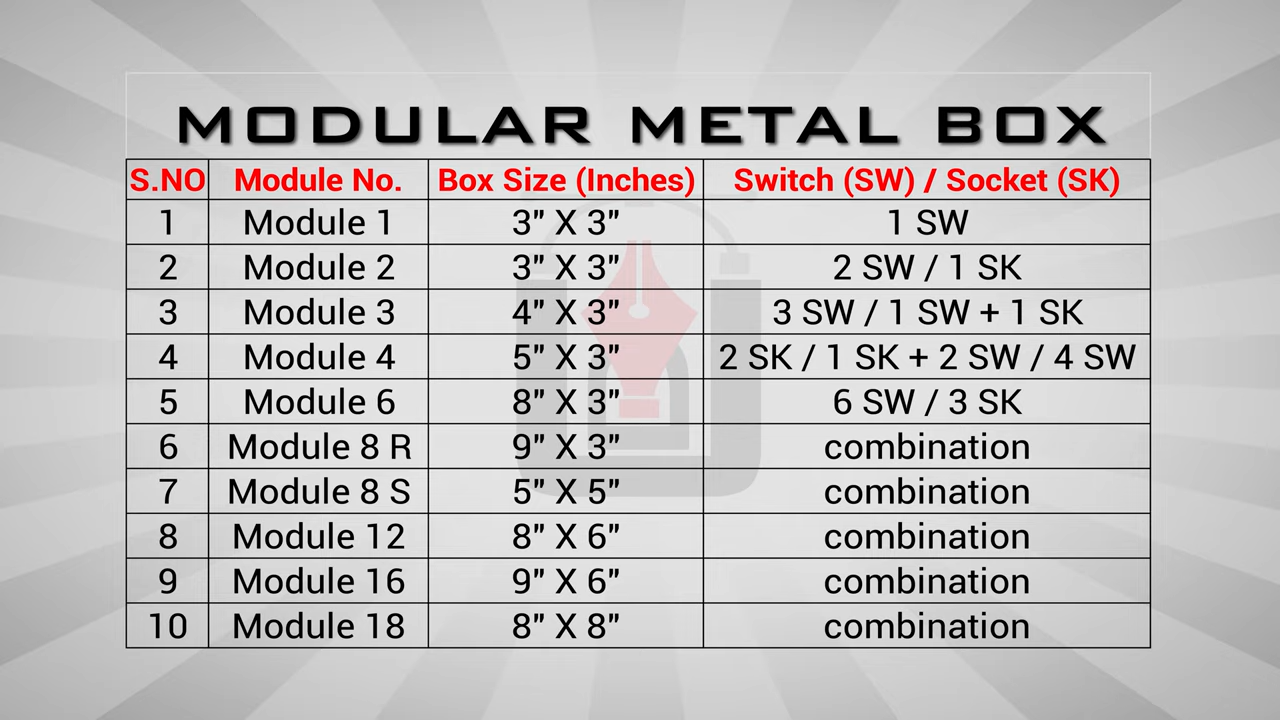 MODULAR METAL BOX
S.NO Module No. Box Size (Inches) Switch (SW) / Socket (SK)
1 Module 1 3" X 3" 1 SW
2 Module 2 3" X 3" 2 SW / 1 SK
3 Module 3 4" X 3" 3 SW / 1 SW + 1 SK
4 Module 4 5" X 3" 2 SK / 1 SK + 2 SW / 4 SW
5 Module 6 8" X 3" 6 SW / 3 SK
6 Module 8 R 9" X 3" combination
7 Module 8 S 5" X 5" combination
8 Module 12 8" X 6" combination
9 Module 16 9" X 6" combination
10 Module 18 8" X 8" combination